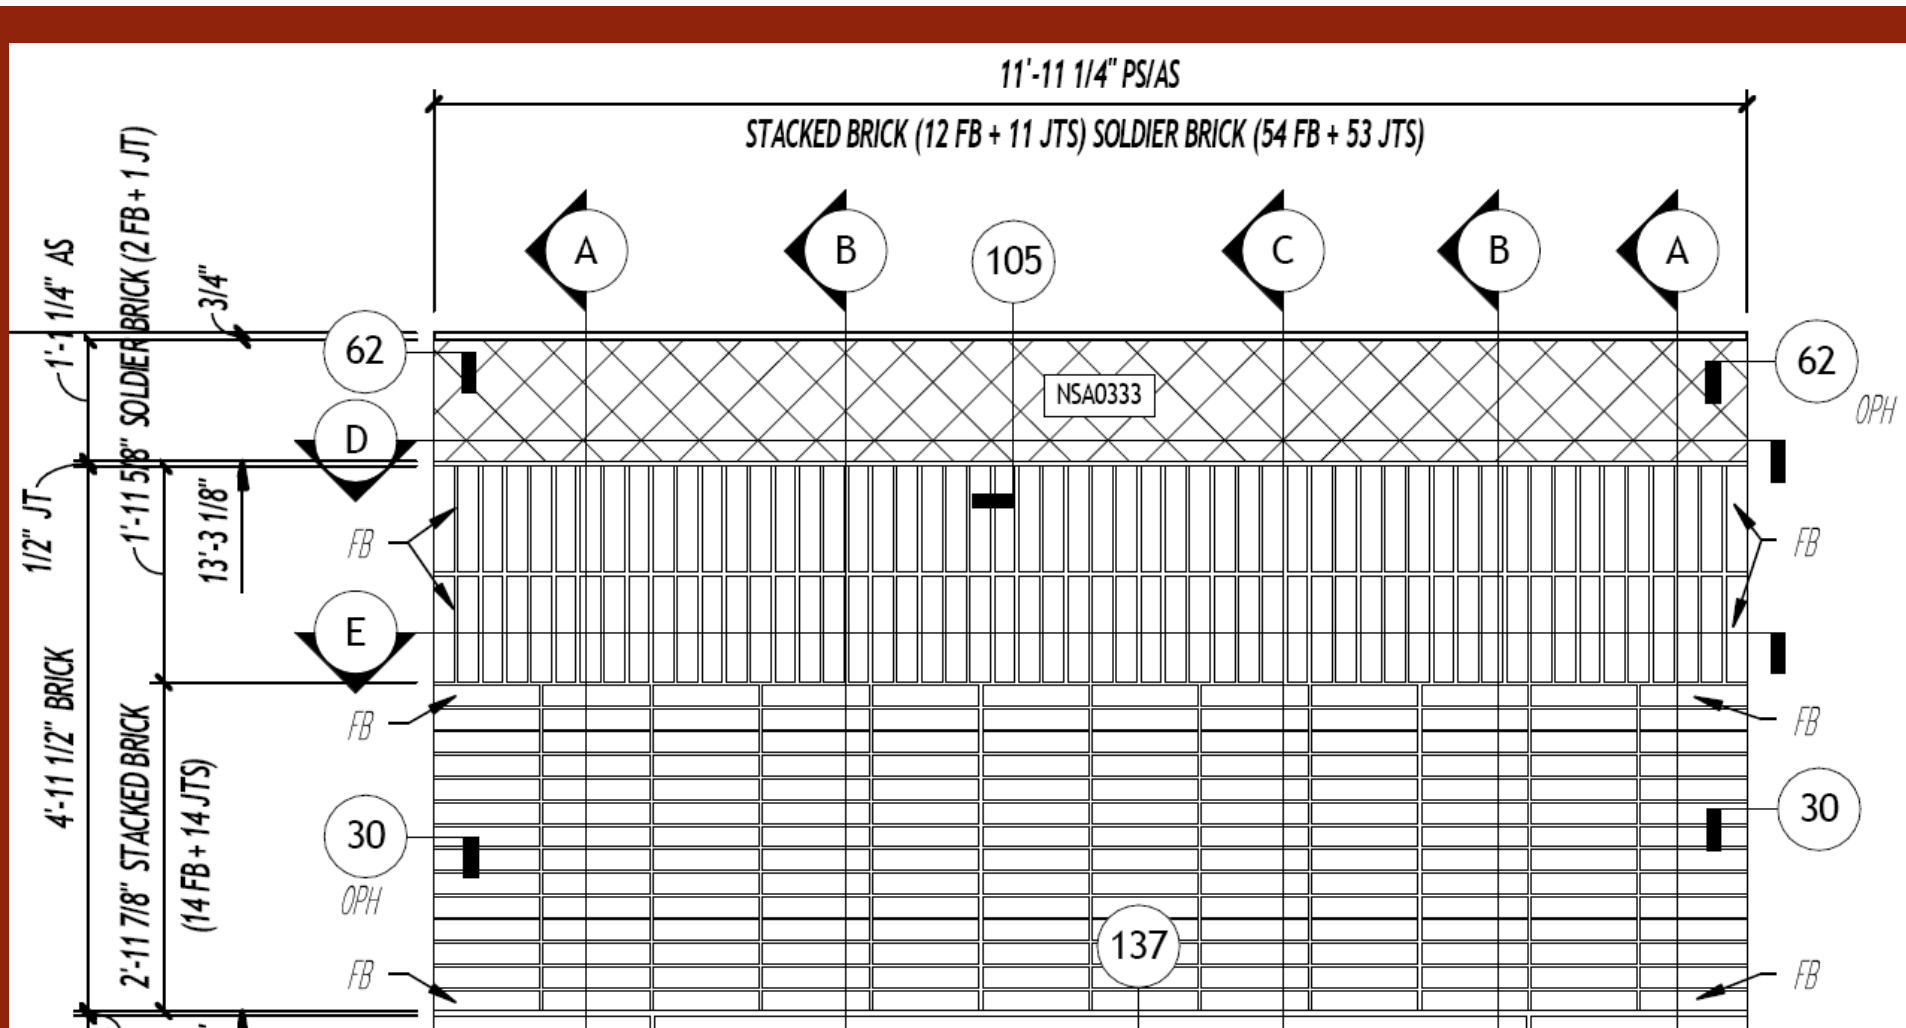 11'-11 1/4" PS/AS
STACKED BRICK (12 FB + 11 JTS) SOLDIER BRICK (54 FB + 53 JTS)
A
B
105
C
B
A
1'-1 1/4" AS
1'-11 5/8" SOLDIER BRICK (2 FB + 1 JT)
3/4"
62
62
OPH
NSA0333
D
1/2" JT
13'-3 1/8"
FB
FB
E
4'-11 1/2" BRICK
2'-11 7/8" STACKED BRICK
(14 FB + 14 JTS)
FB
FB
30
OPH
30
137
FB
FB